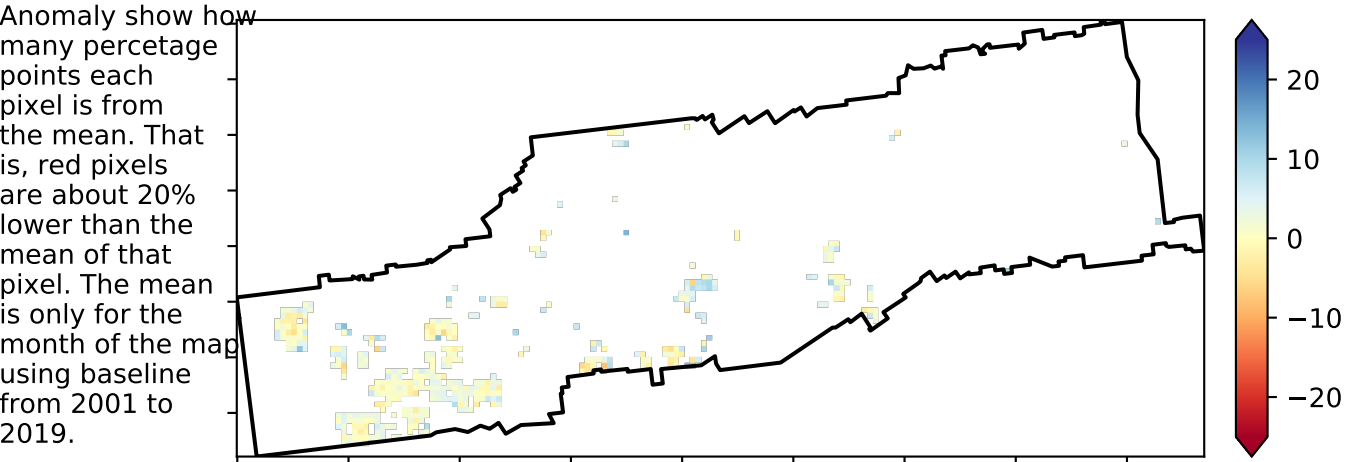 Anomaly show how
many percetage
points each
pixel is from
the mean. That
is, red pixels
are about 20%
lower than the
mean of that
pixel. The mean
is only for the
month of the map
using baseline
from 2001 to
2019.
20
10
0
−10
−20